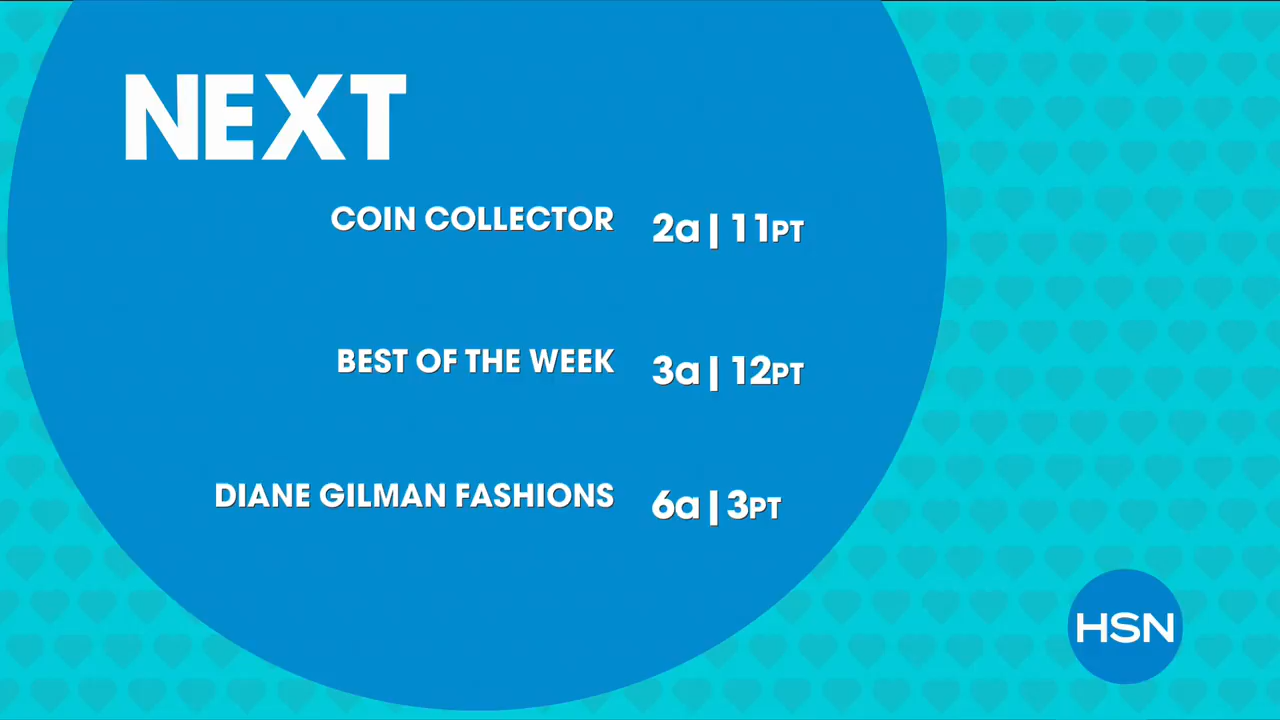 NEXT
COIN COLLECTOR 2a | 11PT
BEST OF THE WEEK 3a | 12PT
DIANE GILMAN FASHIONS 6a | 3PT
HSN